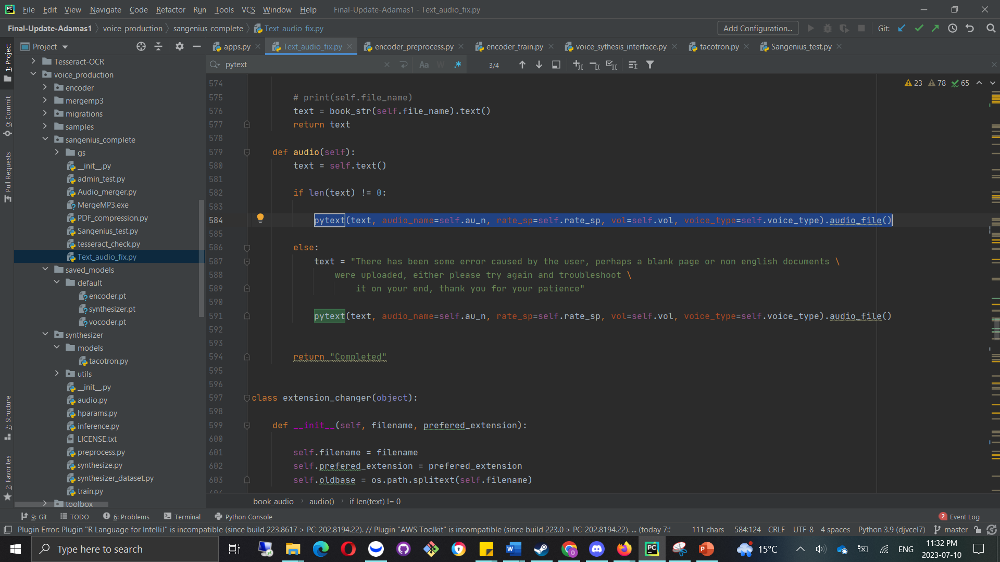 File Edit View Navigate Code Refactor Run Tools VCS Window Help Final-Update-Adamas1 - Text_audio_fix.py
Final-Update-Adamas1 voice_production sangenius_complete Text_audio_fix.py Add Configuration... Git:
Project apps.py Text_audio_fix.py encoder_preprocess.py encoder_train.py voice_sythesis_interface.py tacotron.py Sangenius_test.py
pytext Aa W .* 3/4
1: Project
0: Commit
Pull Requests
7: Structure
2: Favorites
Tesseract-OCR
voice_production
encoder
mergemp3
migrations
samples
sangenius_complete
gs
__init__.py
admin_test.py
Audio_merger.py
MergeMP3.exe
PDF_compression.py
Sangenius_test.py
tesseract_check.py
Text_audio_fix.py
saved_models
default
encoder.pt
synthesizer.pt
vocoder.pt
synthesizer
models
tacotron.py
utils
__init__.py
audio.py
hparams.py
inference.py
LICENSE.txt
preprocess.py
synthesize.py
synthesizer_dataset.py
train.py
toolbox
23 78 65
574
575 # print(self.file_name)
576 text = book_str(self.file_name).text()
577 return text
578
579 def audio(self):
580 text = self.text()
581
582 if len(text) != 0:
583
584 pytext(text, audio_name=self.au_n, rate_sp=self.rate_sp, vol=self.vol, voice_type=self.voice_type).audio_file()
585
586 else:
587 text = "There has been some error caused by the user, perhaps a blank page or non english documents \
588 were uploaded, either please try again and troubleshoot \
589 it on your end, thank you for your patience"
590
591 pytext(text, audio_name=self.au_n, rate_sp=self.rate_sp, vol=self.vol, voice_type=self.voice_type).audio_file()
592
593
594 return "Completed"
595
596
597 class extension_changer(object):
598
599 def __init__(self, filename, prefered_extension):
600
601 self.filename = filename
602 self.prefered_extension = prefered_extension
603 self.oldbase = os.path.splitext(self.filename)
book_audio audio() if len(text) != 0
9: Git TODO 6: Problems Terminal Python Console 2 Event Log
Plugin Error: Plugin "R Language for IntelliJ" is incompatible (since build 223.8617 > PC-202.8194.22). // Plugin "AWS Toolkit" is incompatible (since build 223.0 > PC-202.8194.22). ... (today 7:5 111 chars 584:124 CRLF UTF-8 4 spaces Python 3.9 (djvcel7) master
Type here to search 15°C ENG 11:32 PM
2023-07-10